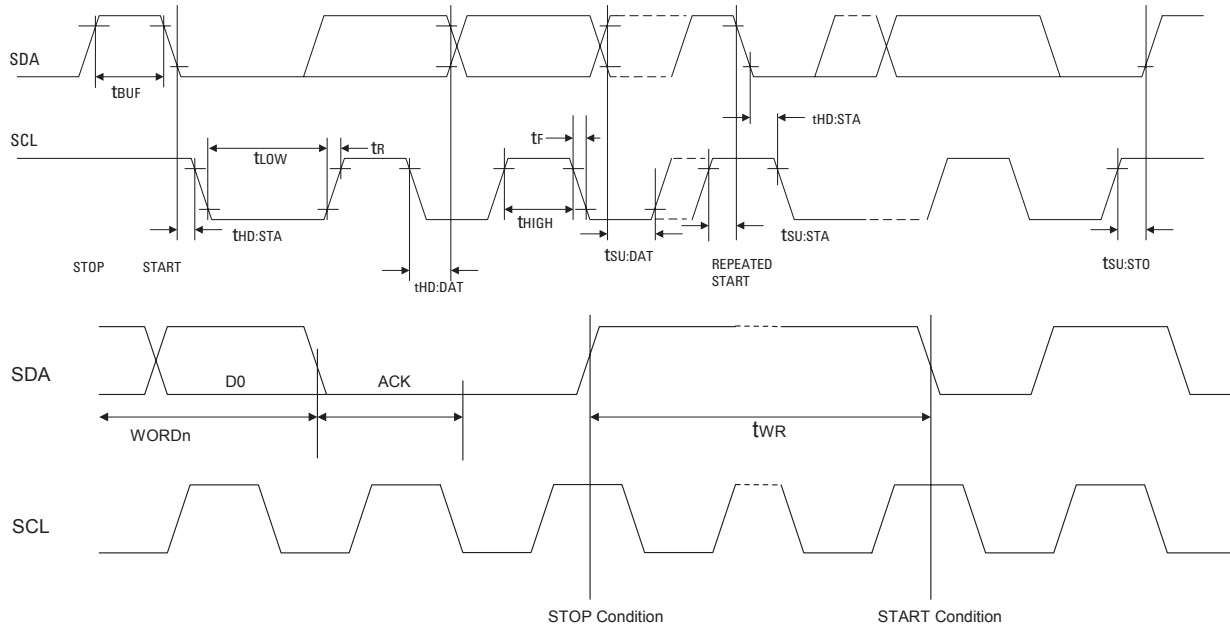 SDA
tBUF
tHD:STA
SCL
tF
tLOW
tR
tHIGH
tHD:STA
tSU:DAT
tSU:STA
tSU:STO
STOP
START
tHD:DAT
REPEATED
START
SDA
D0
ACK
WORDn
tWR
SCL
STOP Condition
START Condition